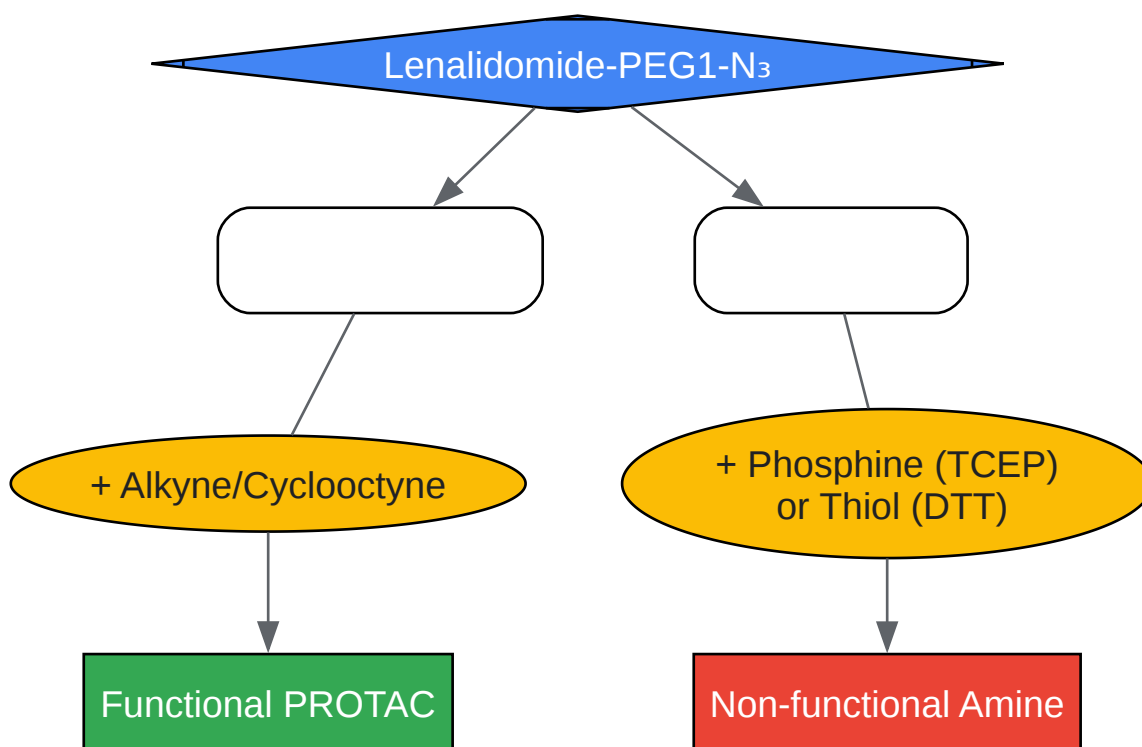 Lenalidomide-PEG1-N₃
+ Alkyne/Cyclooctyne
+ Phosphine (TCEP)
or Thiol (DTT)
Functional PROTAC
Non-functional Amine